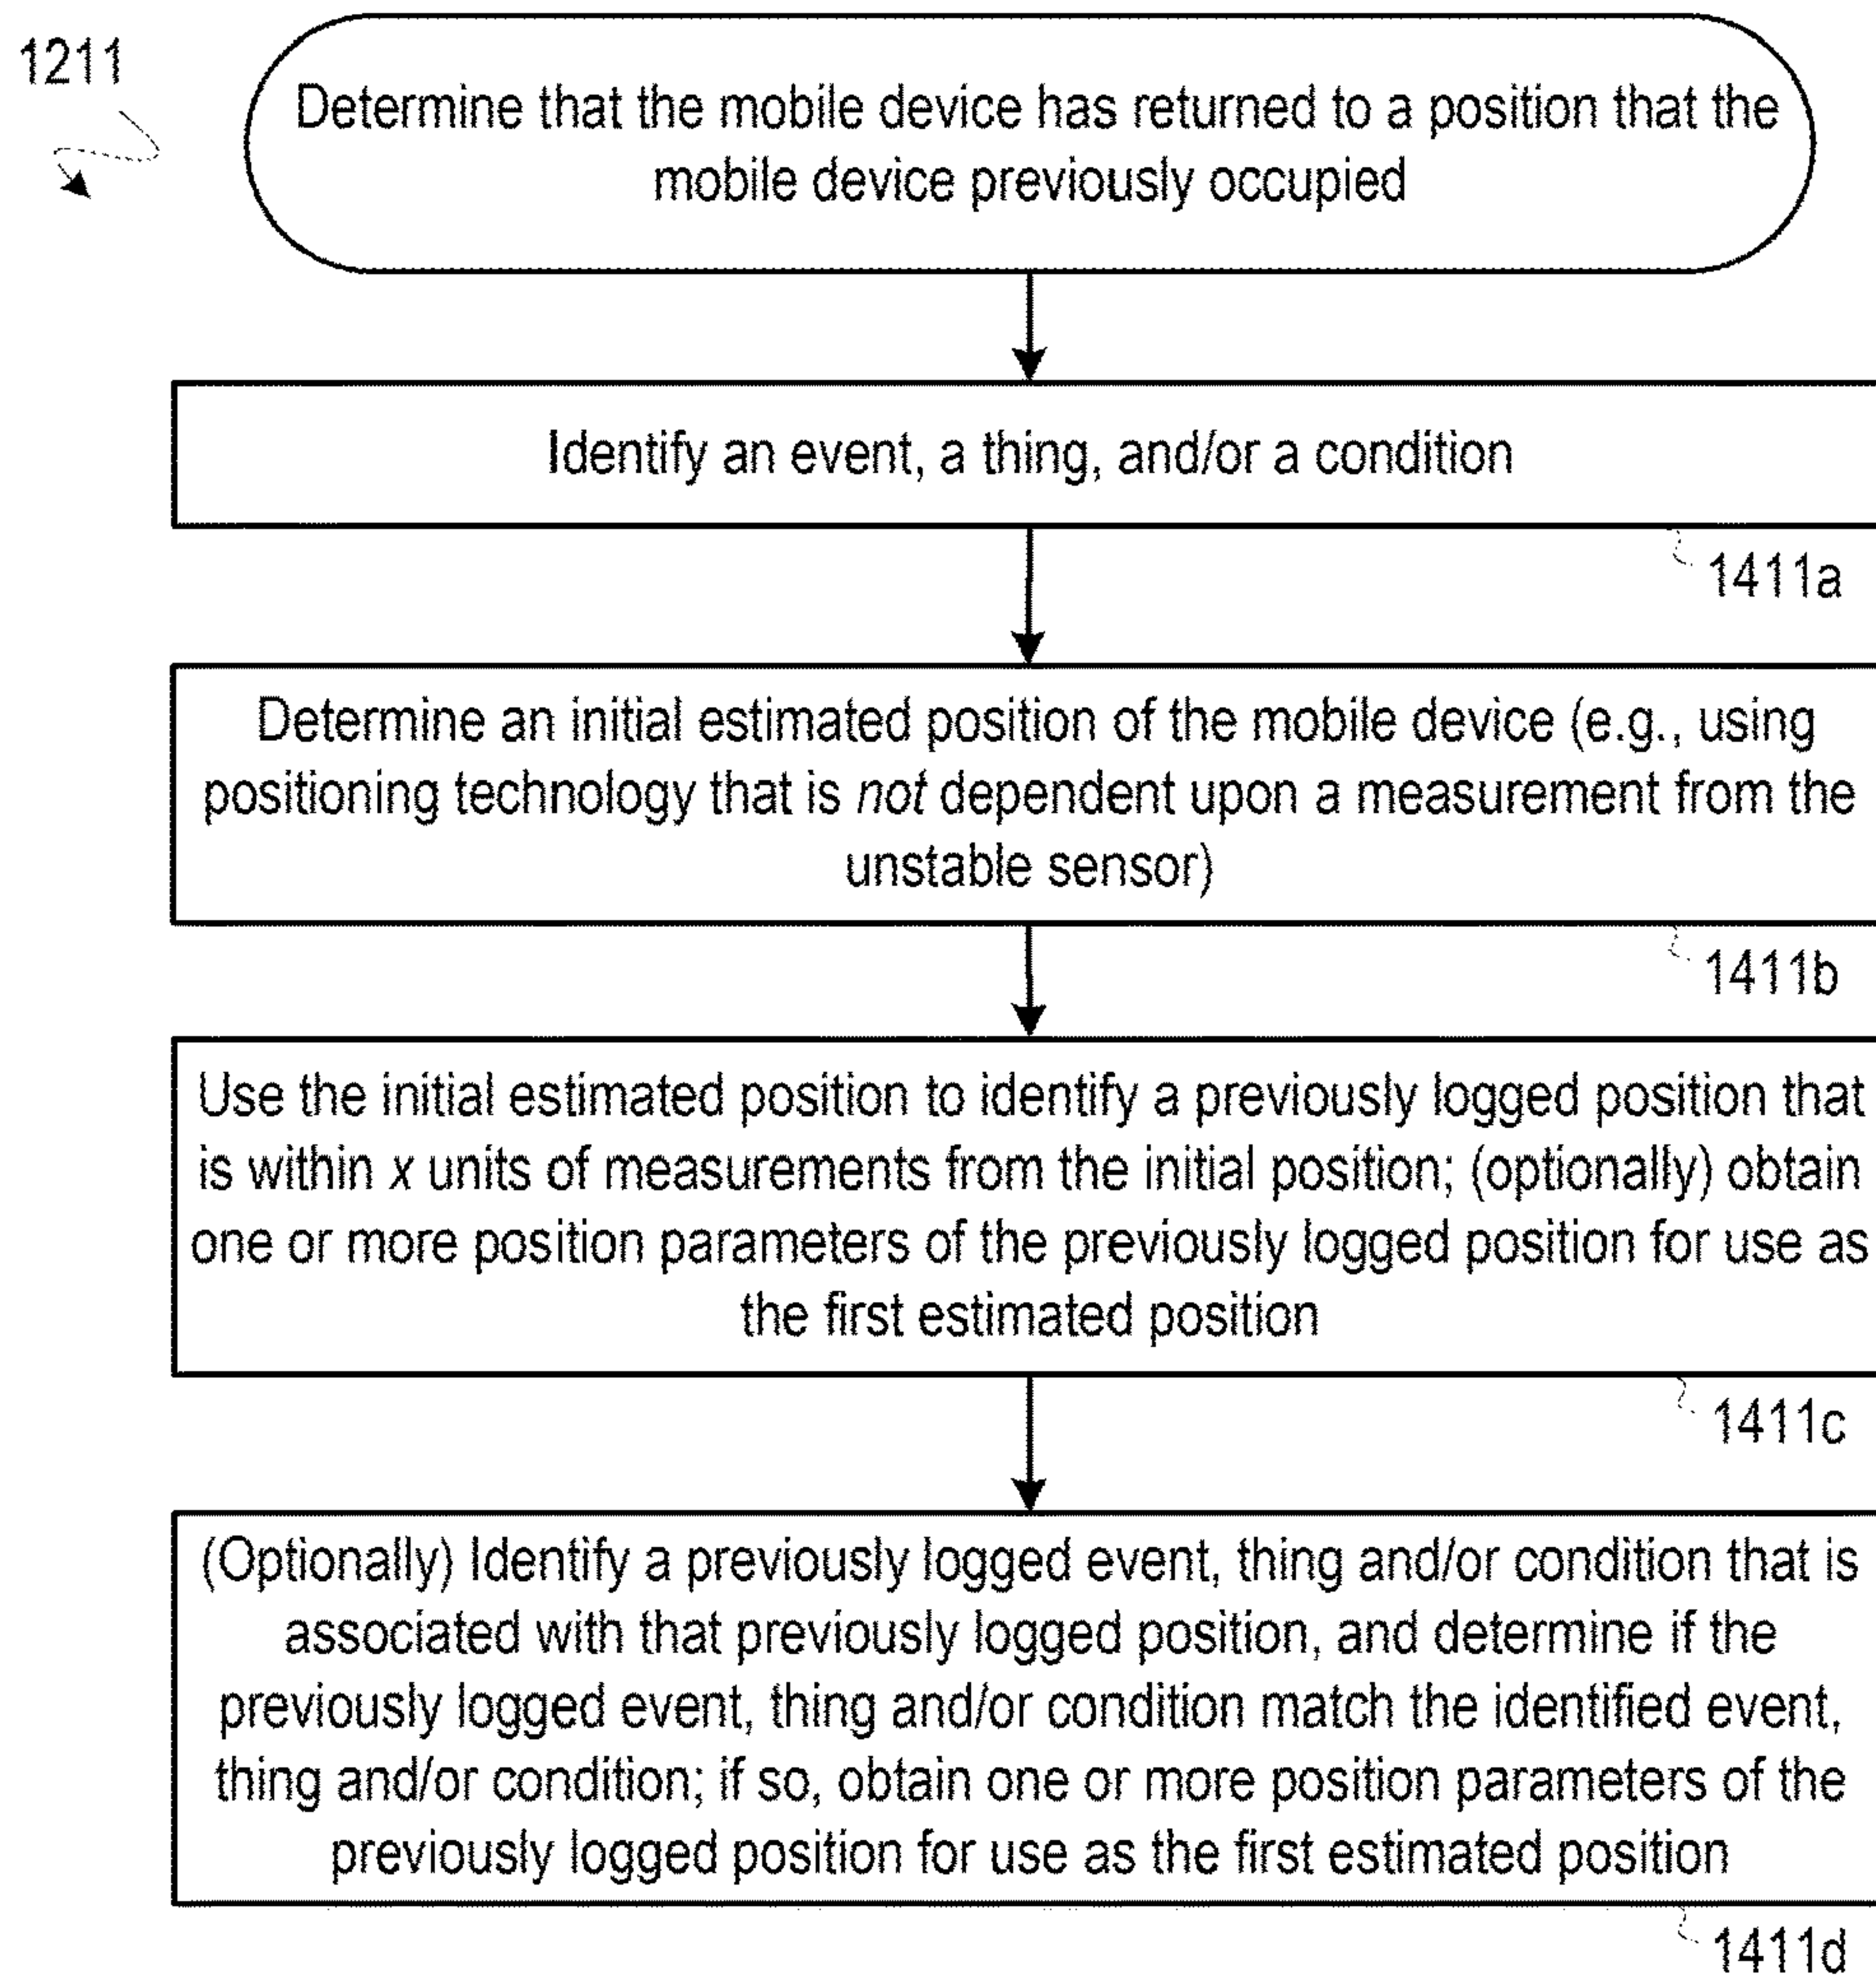 1211
Determine that the mobile device has returned to a position that the
mobile device previously occupied
Identify an event, a thing, and/or a condition
1411a
Determine an initial estimated position of the mobile device (e.g., using
positioning technology that is not dependent upon a measurement from the
unstable sensor)
1411b
Use the initial estimated position to identify a previously logged position that
is within x units of measurements from the initial position; (optionally) obtain
one or more position parameters of the previously logged position for use as
the first estimated position
1411c
(Optionally) Identify a previously logged event, thing and/or condition that is
associated with that previously logged position, and determine if the
previously logged event, thing and/or condition match the identified event,
thing and/or condition; if so, obtain one or more position parameters of the
previously logged position for use as the first estimated position
1411d